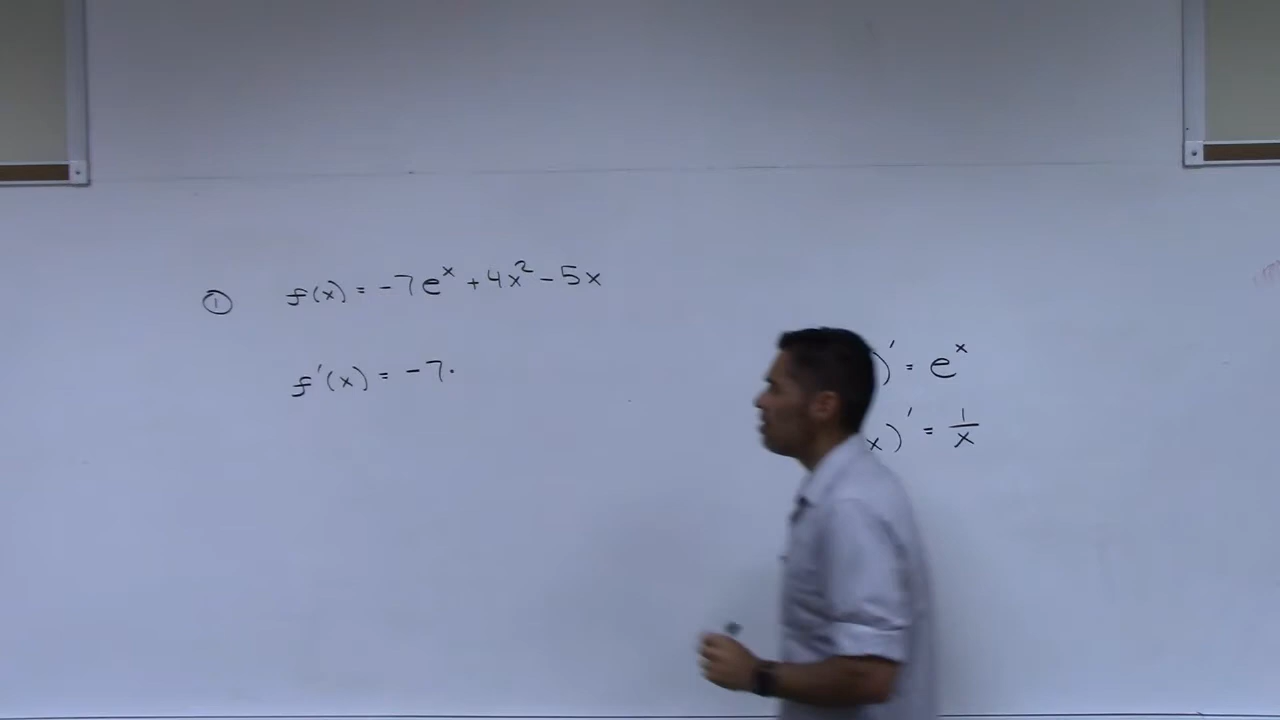 ① f(x) = -7e^x + 4x^2 - 5x
f'(x) = -7·
)' = e^x
x)' = 1/x